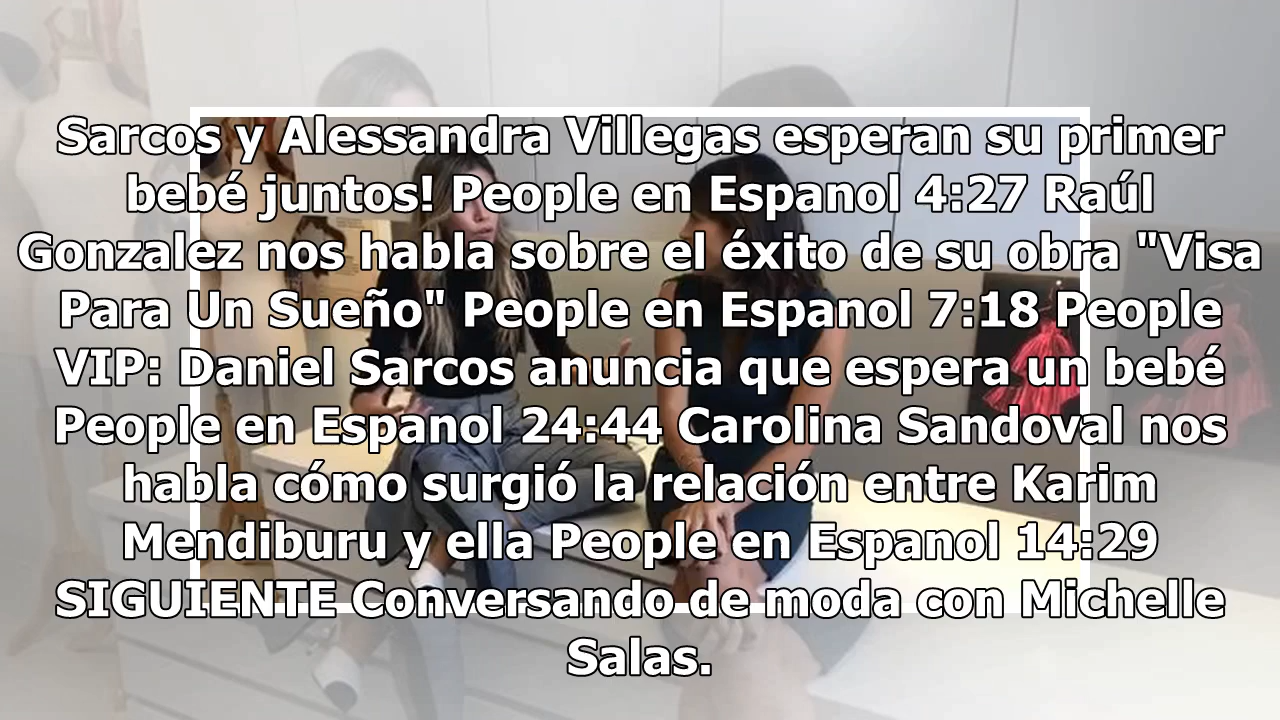 Sarcos y Alessandra Villegas esperan su primer
bebé juntos! People en Espanol 4:27 Raúl
Gonzalez nos habla sobre el éxito de su obra "Visa
Para Un Sueño" People en Espanol 7:18 People
VIP: Daniel Sarcos anuncia que espera un bebé
People en Espanol 24:44 Carolina Sandoval nos
habla cómo surgió la relación entre Karim
Mendiburu y ella People en Espanol 14:29
SIGUIENTE Conversando de moda con Michelle
Salas.